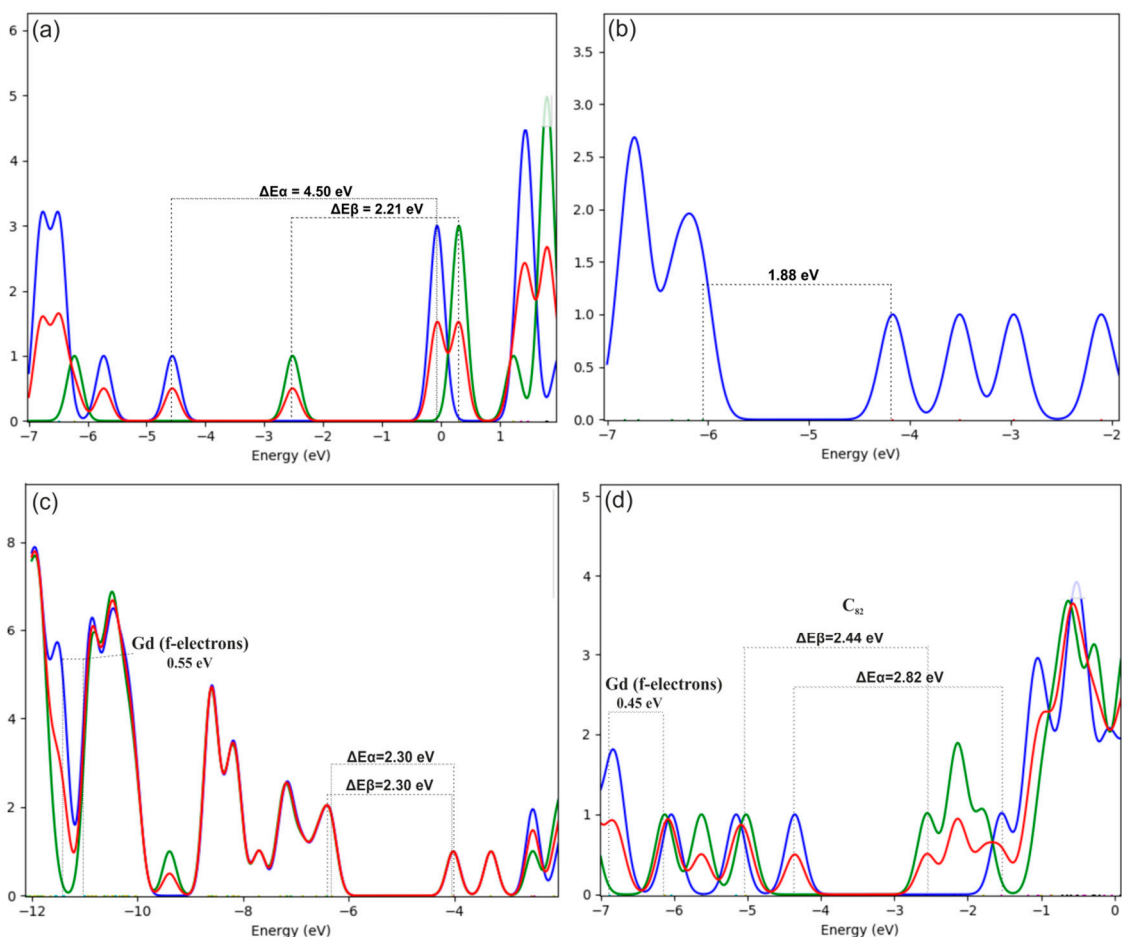 (a)
6
5
4
3
2
1
0
ΔEα = 4.50 eV
ΔEβ = 2.21 eV
−7 −6 −5 −4 −3 −2 −1 0 1
Energy (eV)
(b)
3.5
3.0
2.5
2.0
1.5
1.0
0.5
0.0
1.88 eV
−7 −6 −5 −4 −3 −2
Energy (eV)
(c)
8
6
4
2
0
Gd (f-electrons)
0.55 eV
ΔEα=2.30 eV
ΔEβ=2.30 eV
−12 −10 −8 −6 −4
Energy (eV)
(d)
5
4
3
2
1
0
C₈₂
ΔEβ=2.44 eV
ΔEα=2.82 eV
Gd (f-electrons)
0.45 eV
−7 −6 −5 −4 −3 −2 −1 0
Energy (eV)